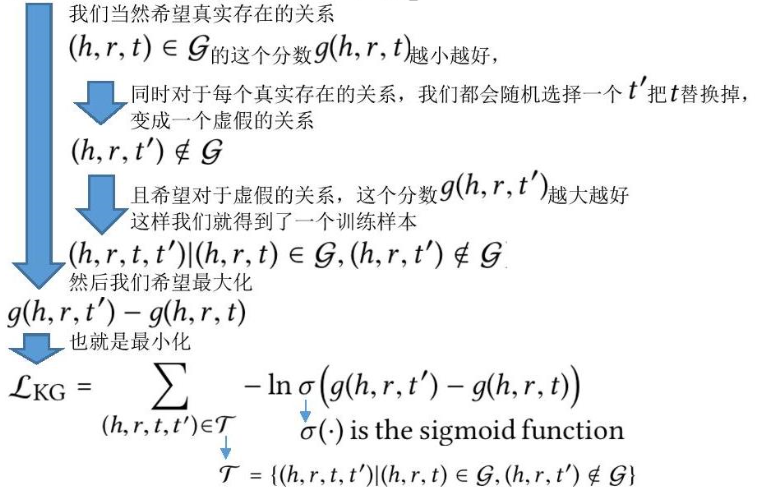 我们当然希望真实存在的关系
(h, r, t) ∈ 𝒢的这个分数g(h, r, t)越小越好，
同时对于每个真实存在的关系，我们都会随机选择一个 t′把t替换掉，
变成一个虚假的关系
(h, r, t′) ∉ 𝒢
且希望对于虚假的关系，这个分数g(h, r, t′)越大越好
这样我们就得到了一个训练样本
(h, r, t, t′)|(h, r, t) ∈ 𝒢, (h, r, t′) ∉ 𝒢
然后我们希望最大化
g(h, r, t′) − g(h, r, t)
也就是最小化
ℒ_KG = ∑_{(h,r,t,t′)∈𝒯} − ln σ(g(h, r, t′) − g(h, r, t))
σ(·) is the sigmoid function
𝒯 = {(h, r, t, t′)|(h, r, t) ∈ 𝒢, (h, r, t′) ∉ 𝒢}